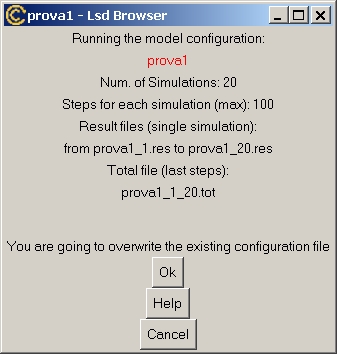 prova1 - Lsd Browser
Running the model configuration:
prova1
Num. of Simulations: 20
Steps for each simulation (max): 100
Result files (single simulation):
from prova1_1.res to prova1_20.res
Total file (last steps):
prova1_1_20.tot
You are going to overwrite the existing configuration file
Ok
Help
Cancel